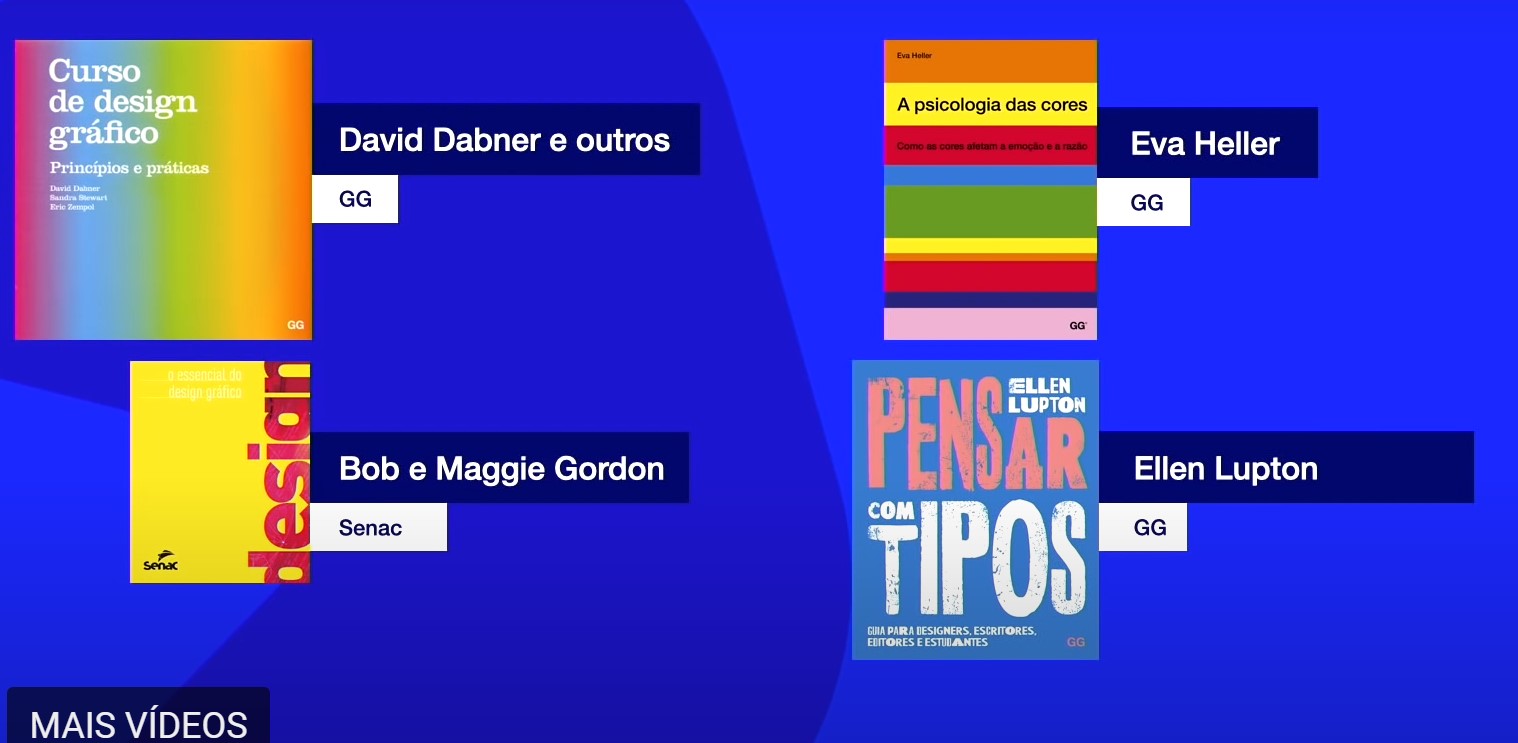 Curso
de design
gráfico
Princípios e práticas
David Dabner
Sandra Stewart
Eric Zempol
GG
David Dabner e outros
GG
Eva Heller
A psicologia das cores
Como as cores afetam a emoção e a razão
GG
Eva Heller
GG
o essencial do
design gráfico
design
Senac
Bob e Maggie Gordon
Senac
PENSAR
ELLEN
LUPTON
COM
TIPOS
GUIA PARA DESIGNERS, ESCRITORES,
EDITORES E ESTUDANTES
GG
Ellen Lupton
GG
MAIS VÍDEOS